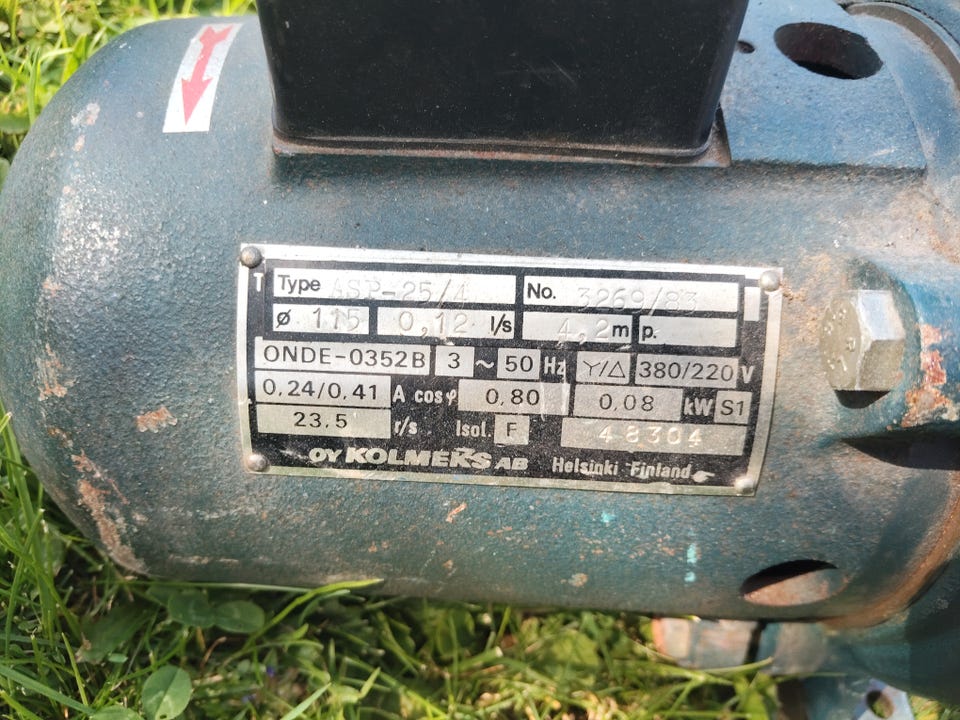 T Type ASP-25/4 No. 3269/83
Ø 115 0,12 l/s 4,2 m p.
ONDE-0352B 3 ~ 50 Hz Y/Δ 380/220 V
0.24/0.41 A cos φ 0.80 0.08 kW S1
23.5 r/s Isol. F 48304
OY KOLMEKS AB Helsinki Finland